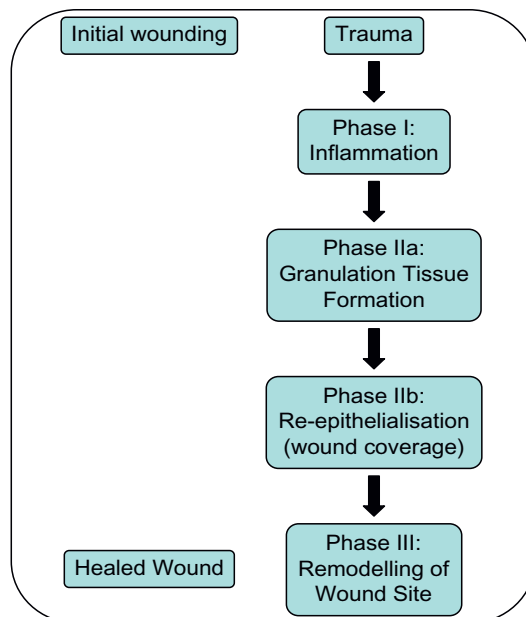 Initial wounding
Trauma
Phase I:
Inflammation
Phase IIa:
Granulation Tissue
Formation
Phase IIb:
Re-epithelialisation
(wound coverage)
Healed Wound
Phase III:
Remodelling of
Wound Site